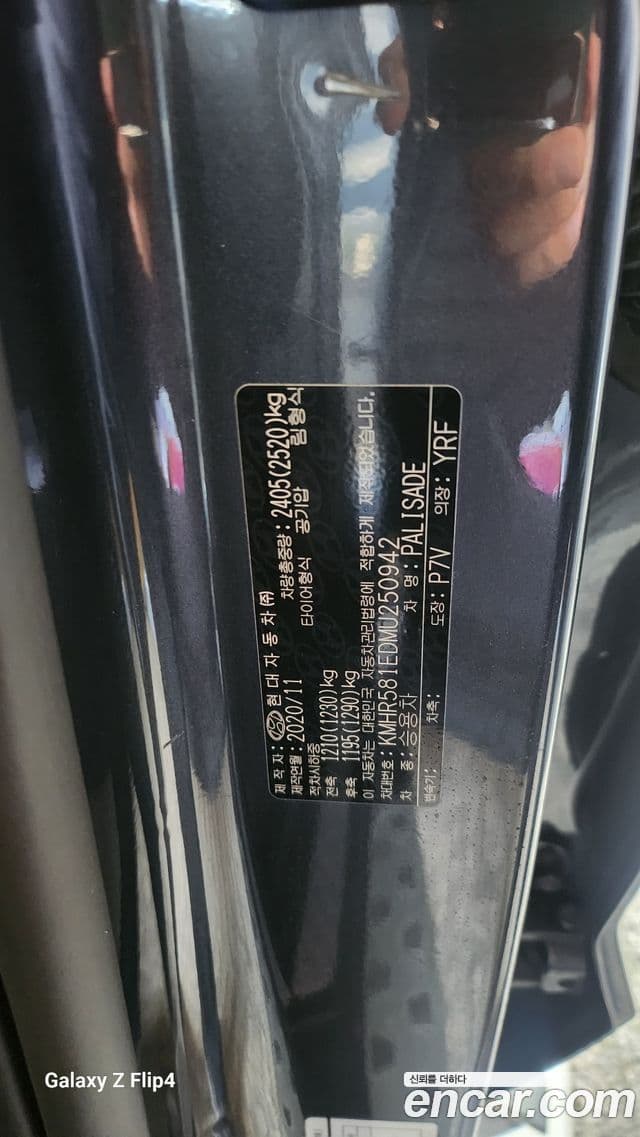 제 작 자: 현 대 자 동 차 ㈜
제작연월: 2020/11 차량총중량: 2405(2520)kg
적차시하중 타이어형식 공기압 림형식
전축 1210(1230)kg
후축 1195(1290)kg
이 자동차는 대한민국 자동차관리법령에 적합하게 제작되었습니다.
차대번호: KMHR581EDMU250942
차 종: 승용차 차 명: PALISADE
변속기: 차축: 도장: P7V 의장: YRF
Galaxy Z Flip4
신뢰를 더하다
encar.com